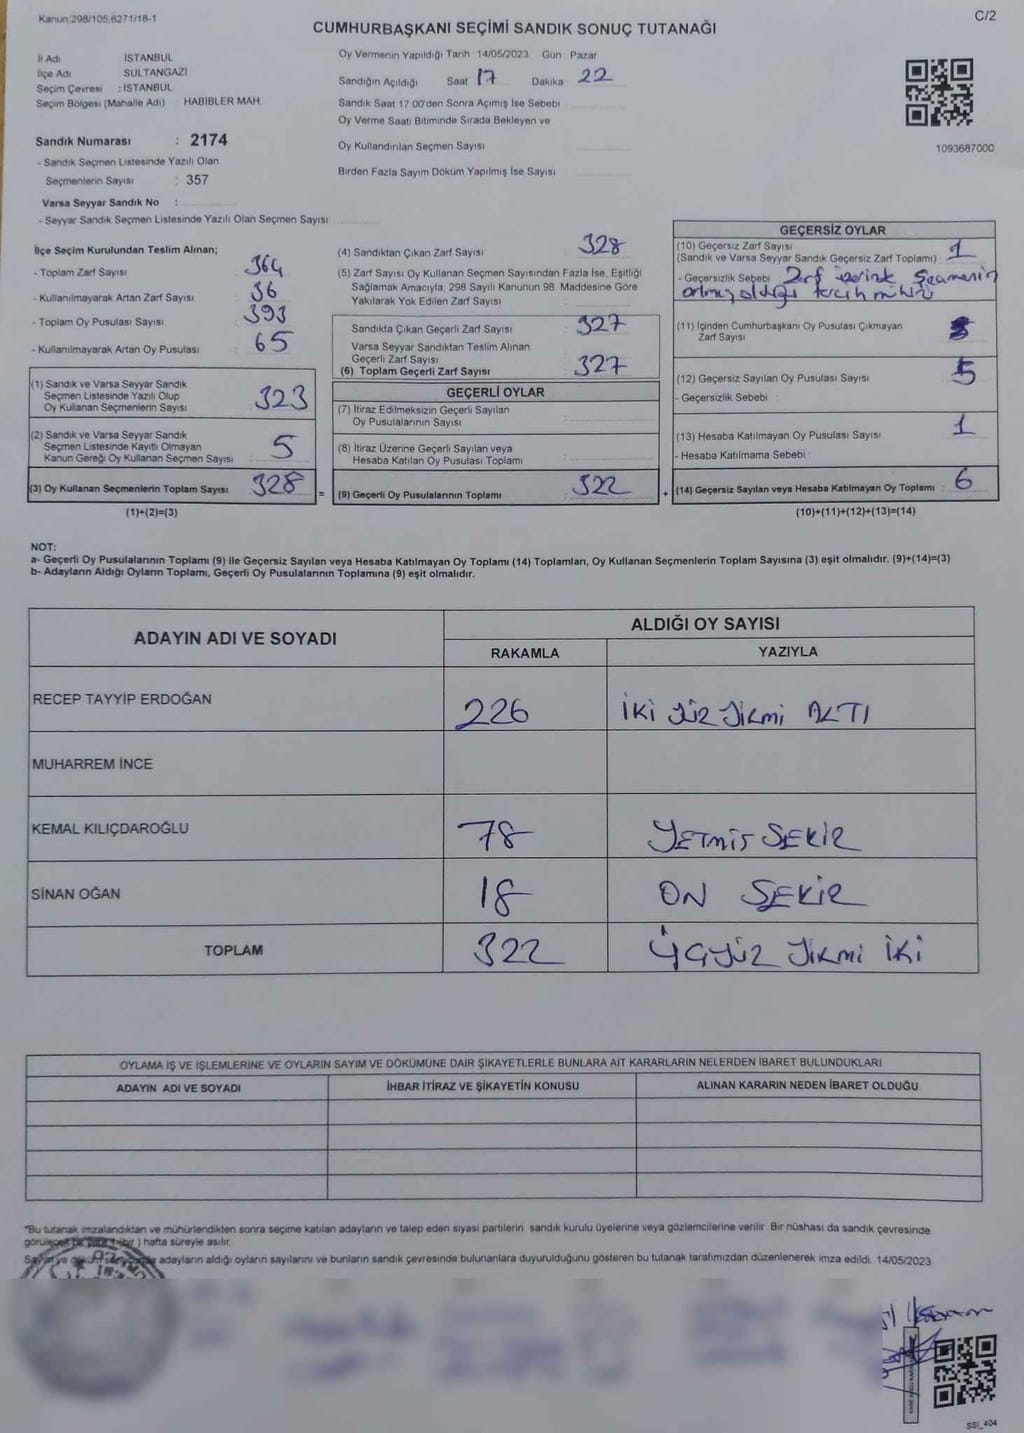 Kanun 298/105,6271/18-1
C/2
CUMHURBAŞKANI SEÇİMİ SANDIK SONUÇ TUTANAĞI
İl Adı İSTANBUL
İlçe Adı SULTANGAZİ
Seçim Çevresi : İSTANBUL
Seçim Bölgesi (Mahalle Adı) : HABİBLER MAH.
Sandık Numarası : 2174
- Sandık Seçmen Listesinde Yazılı Olan
Seçmenlerin Sayısı : 357
Varsa Seyyar Sandık No :
- Seyyar Sandık Seçmen Listesinde Yazılı Olan Seçmen Sayısı
Oy Vermenin Yapıldığı Tarih 14/05/2023 Gün Pazar
Sandığın Açıldığı Saat 17 Dakika 22
Sandık Saat 17.00'den Sonra Açımış İse Sebebi
Oy Verme Saati Bitiminde Sırada Bekleyen ve
Oy Kullandırılan Seçmen Sayısı
Birden Fazla Sayım Döküm Yapılmış İse Sayısı
1093687000
İlçe Seçim Kurulundan Teslim Alınan;
- Toplam Zarf Sayısı 364
- Kullanılmayarak Artan Zarf Sayısı : 36
- Toplam Oy Pusulası Sayısı 393
- Kullanılmayarak Artan Oy Pusulası : 65
(1) Sandık ve Varsa Seyyar Sandık
Seçmen Listesinde Yazılı Olup
Oy Kullanan Seçmenlerin Sayısı 323
(2) Sandık ve Varsa Seyyar Sandık
Seçmen Listesinde Kayıtlı Olmayan
Kanun Gereği Oy Kullanan Seçmen Sayısı 5
(3) Oy Kullanan Seçmenlerin Toplam Sayısı 328 =
(1)+(2)=(3)
(4) Sandıktan Çıkan Zarf Sayısı 328
(5) Zarf Sayısı Oy Kullanan Seçmen Sayısından Fazla İse, Eşitliği
Sağlamak Amacıyla, 298 Sayılı Kanunun 98. Maddesine Göre
Yakılarak Yok Edilen Zarf Sayısı
Sandıkta Çıkan Geçerli Zarf Sayısı : 327
Varsa Seyyar Sandıktan Teslim Alınan
Geçerli Zarf Sayısı
(6) Toplam Geçerli Zarf Sayısı : 327
GEÇERLİ OYLAR
(7) İtiraz Edilmeksizin Geçerli Sayılan
Oy Pusulalarının Sayısı
(8) İtiraz Üzerine Geçerli Sayılan veya
Hesaba Katılan Oy Pusulası Toplamı
(9) Geçerli Oy Pusulalarının Toplamı 322 +
GEÇERSİZ OYLAR
(10) Geçersiz Zarf Sayısı
(Sandık ve Varsa Seyyar Sandık Geçersiz Zarf Toplamı) : 1
- Geçersizlik Sebebi : Zarf üzerinde Seçmenin
olduğu tercih mührü
(11) İçinden Cumhurbaşkanı Oy Pusulası Çıkmayan
Zarf Sayısı
(12) Geçersiz Sayılan Oy Pusulası Sayısı : 5
- Geçersizlik Sebebi :
(13) Hesaba Katılmayan Oy Pusulası Sayısı 1
- Hesaba Katılmama Sebebi :
(14) Geçersiz Sayılan veya Hesaba Katılmayan Oy Toplamı : 6
(10)+(11)+(12)+(13)=(14)
NOT:
a- Geçerli Oy Pusulalarının Toplamı (9) ile Geçersiz Sayılan veya Hesaba Katılmayan Oy Toplamı (14) Toplamları, Oy Kullanan Seçmenlerin Toplam Sayısına (3) eşit olmalıdır. (9)+(14)=(3)
b- Adayların Aldığı Oyların Toplamı, Geçerli Oy Pusulalarının Toplamına (9) eşit olmalıdır.
ADAYIN ADI VE SOYADI
ALDIĞI OY SAYISI
RAKAMLA YAZIYLA
RECEP TAYYİP ERDOĞAN 226 İKİ YÜZ YİRMİ ALTI
MUHARREM İNCE
KEMAL KILIÇDAROĞLU 78 YETMİŞ SEKİZ
SİNAN OĞAN 18 ON SEKİZ
TOPLAM 322 ÜÇYÜZ YİRMİ İKİ
OYLAMA İŞ VE İŞLEMLERİNE VE OYLARIN SAYIM VE DÖKÜMÜNE DAİR ŞİKAYETLERLE BUNLARA AİT KARARLARIN NELERDEN İBARET BULUNDUKLARI
ADAYIN ADI VE SOYADI İHBAR İTİRAZ VE ŞİKAYETİN KONUSU ALINAN KARARIN NEDEN İBARET OLDUĞU
*Bu tutanak imzalandıktan ve mühürlendikten sonra seçime katılan adayların ve talep eden siyasi partilerin, sandık kurulu üyelerine veya gözlemcilerine verilir. Bir nüshası da sandık çevresinde
görülecek bir yere 1 (bir) hafta süreyle asılır.
Sayım ve döküm sonucunda adayların aldığı oyların sayılarını ve bunların sandık çevresinde bulunanlara duyurulduğunu gösteren bu tutanak tarafımızdan düzenlenerek imza edildi. 14/05/2023
SSI_404